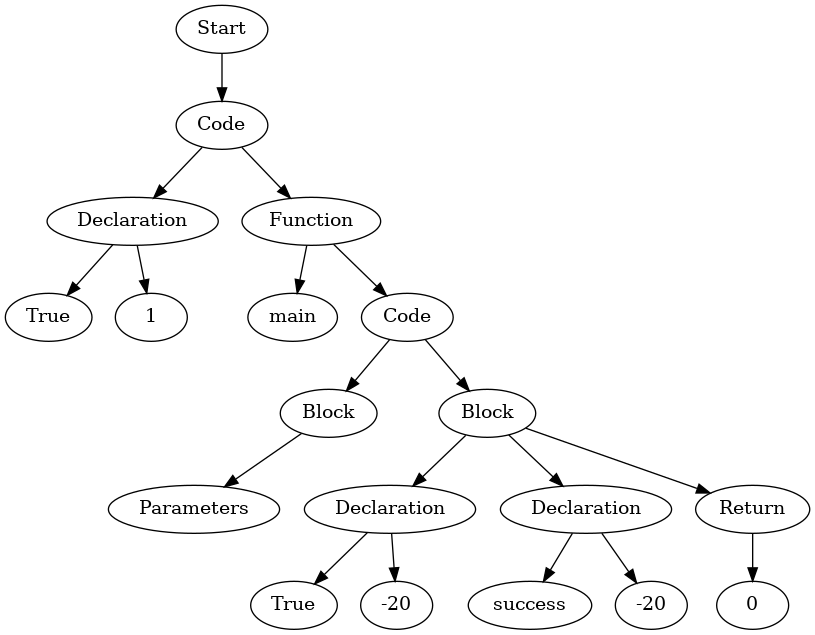 Start
Code
Declaration
Function
True
1
main
Code
Block
Block
Parameters
Declaration
Declaration
Return
True
-20
success
-20
0